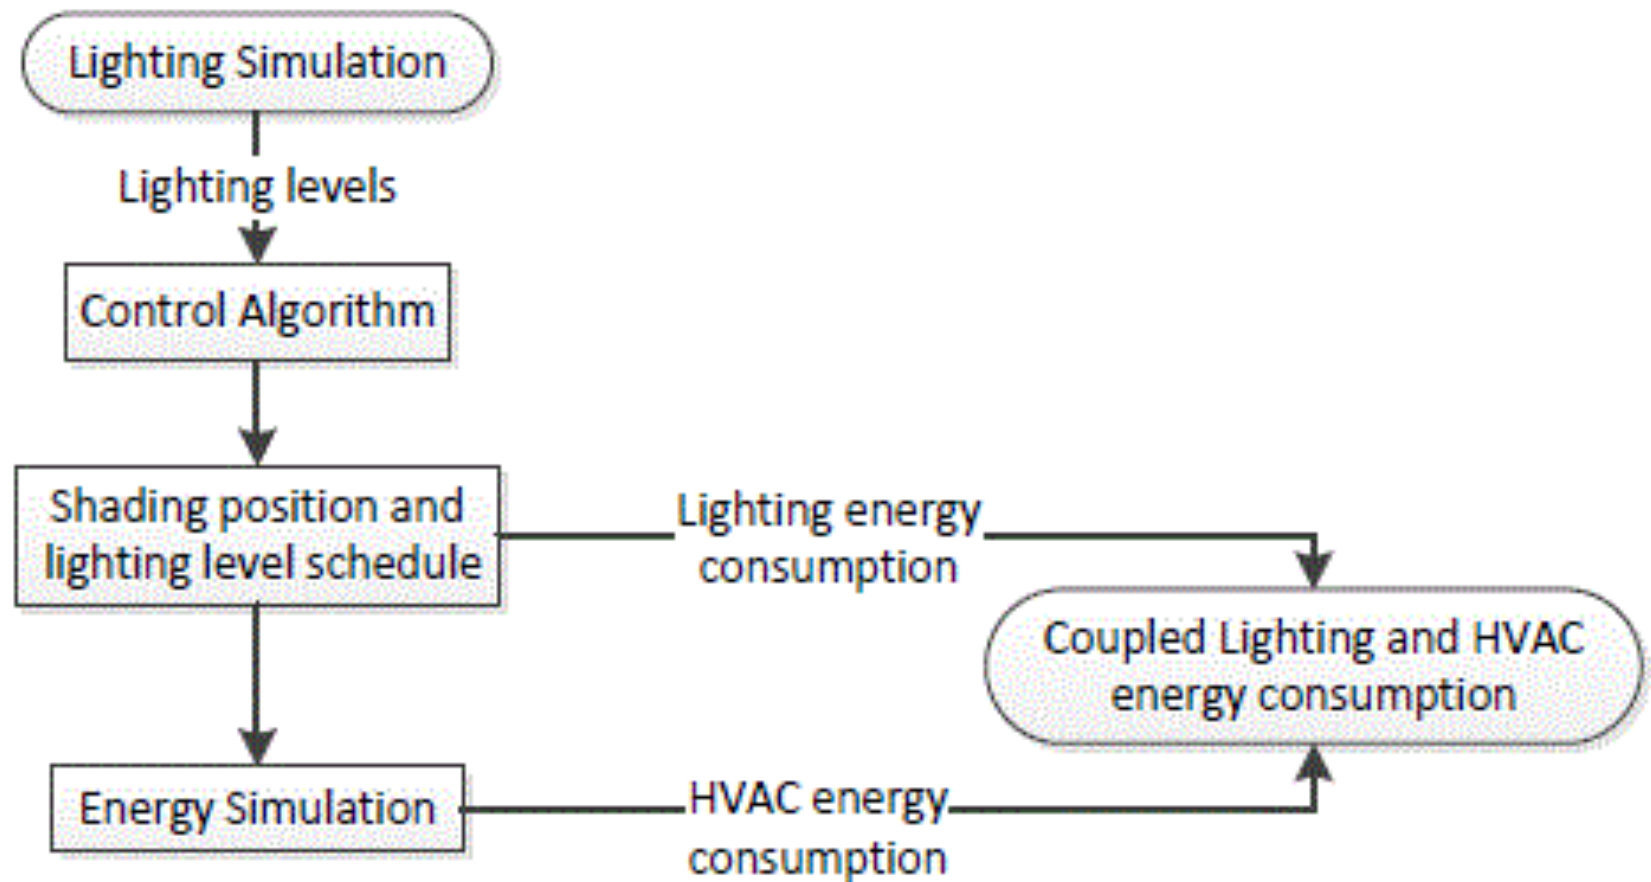 Lighting Simulation
Lighting levels
Control Algorithm
Shading position and
lighting level schedule
Lighting energy
consumption
Coupled Lighting and HVAC
energy consumption
Energy Simulation
HVAC energy
consumption